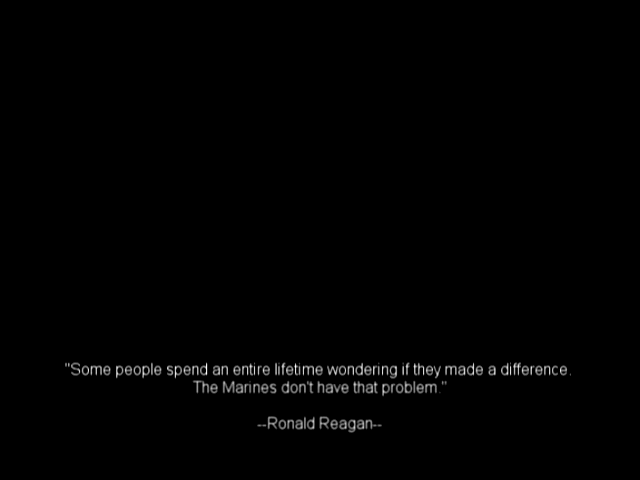 "Some people spend an entire lifetime wondering if they made a difference.
The Marines don't have that problem."
--Ronald Reagan--